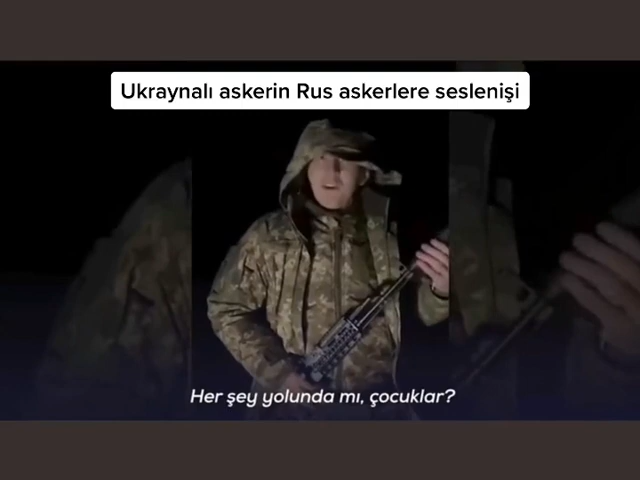 Ukraynalı askerin Rus askerlere seslenişi
Her şey yolunda mı, çocuklar?